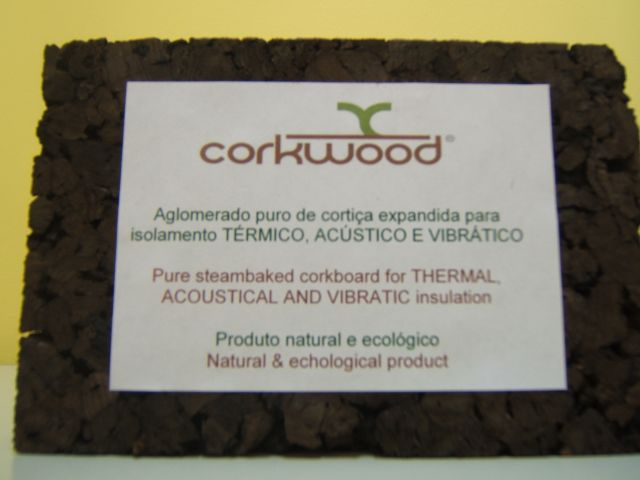 corkwood®
Aglomerado puro de cortiça expandida para
isolamento TÉRMICO, ACÚSTICO E VIBRÁTICO
Pure steambaked corkboard for THERMAL,
ACOUSTICAL AND VIBRATIC insulation
Produto natural e ecológico
Natural & echological product